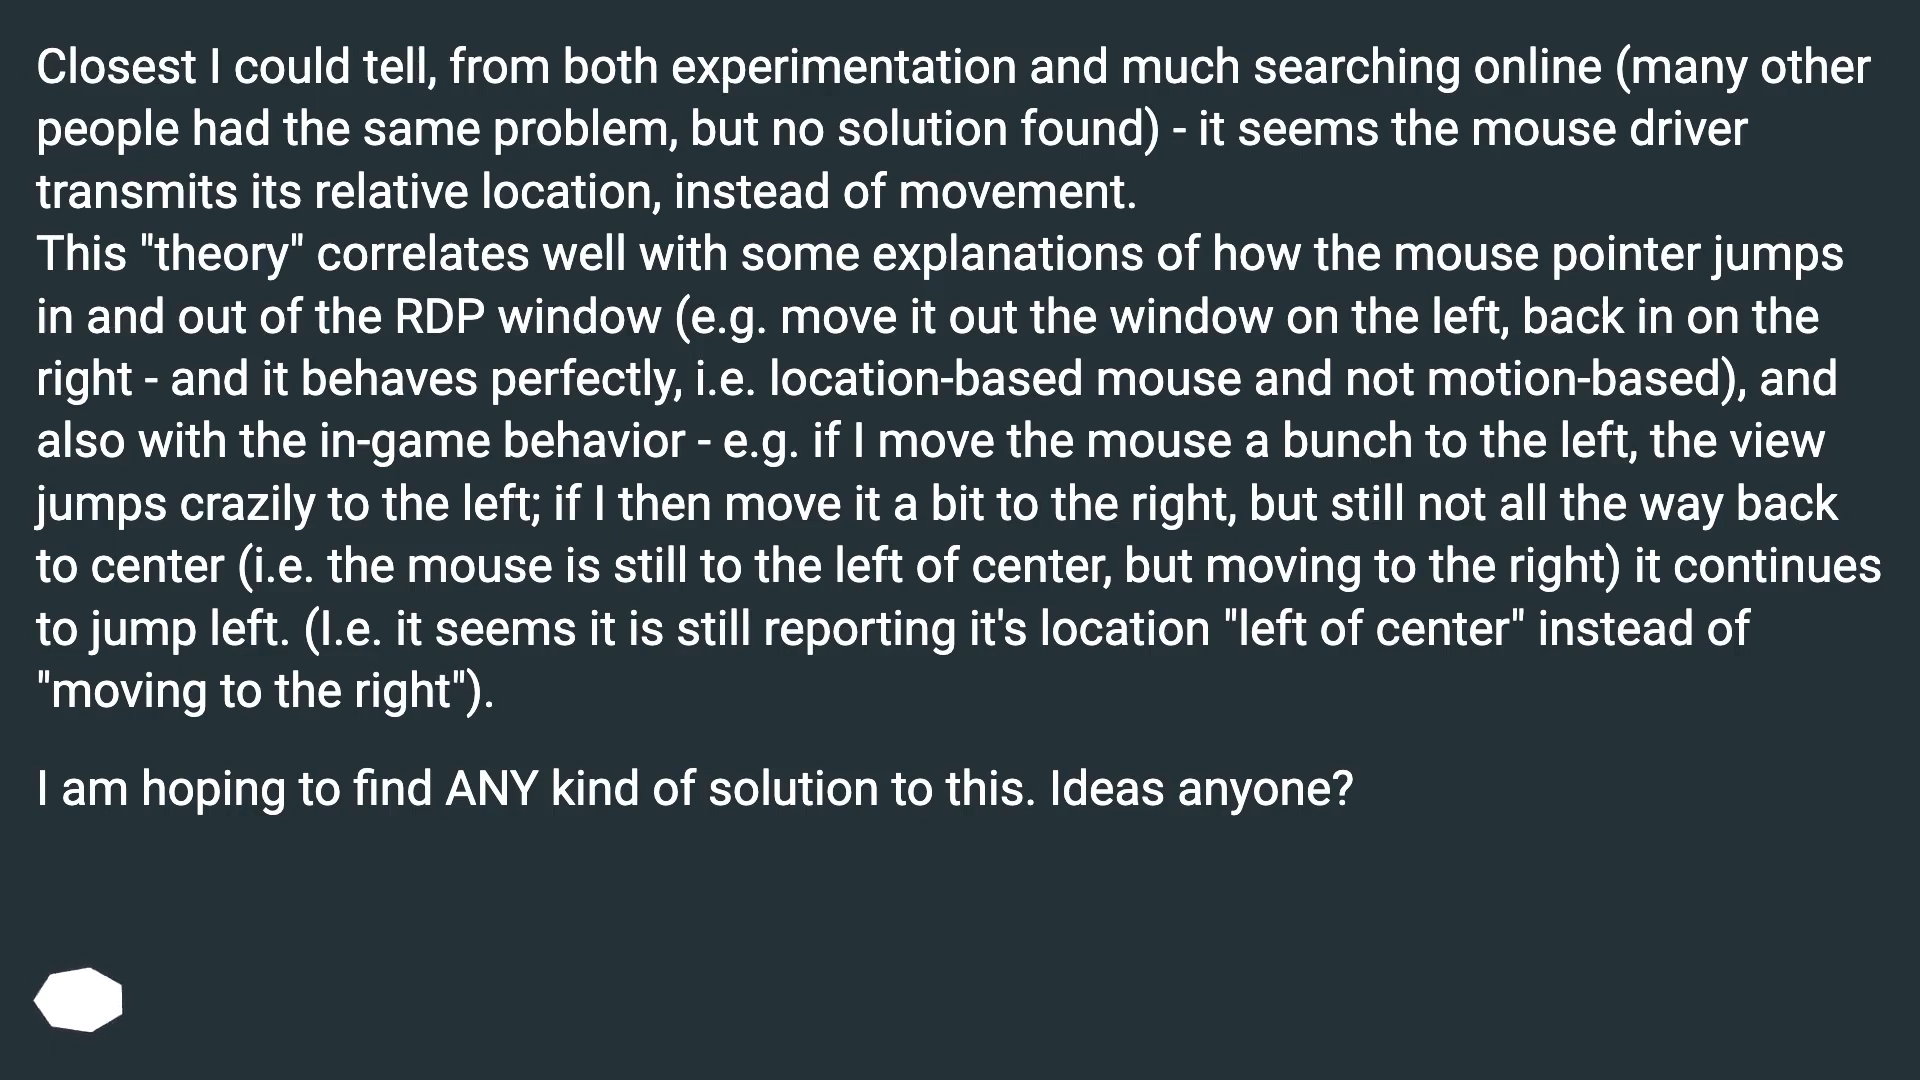 Closest I could tell, from both experimentation and much searching online (many other
people had the same problem, but no solution found) - it seems the mouse driver
transmits its relative location, instead of movement.
This "theory" correlates well with some explanations of how the mouse pointer jumps
in and out of the RDP window (e.g. move it out the window on the left, back in on the
right - and it behaves perfectly, i.e. location-based mouse and not motion-based), and
also with the in-game behavior - e.g. if I move the mouse a bunch to the left, the view
jumps crazily to the left; if I then move it a bit to the right, but still not all the way back
to center (i.e. the mouse is still to the left of center, but moving to the right) it continues
to jump left. (I.e. it seems it is still reporting it's location "left of center" instead of
"moving to the right").
I am hoping to find ANY kind of solution to this. Ideas anyone?